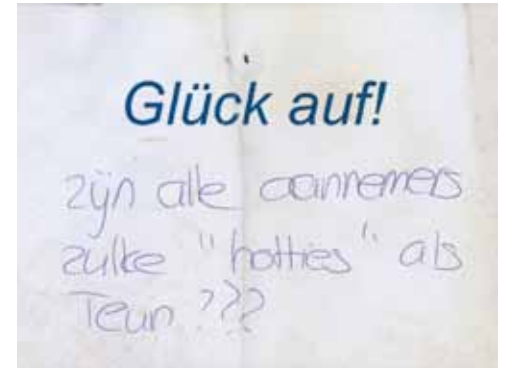 Glück auf!
zijn alle aannemers
zulke "hotties" als
Teun ???